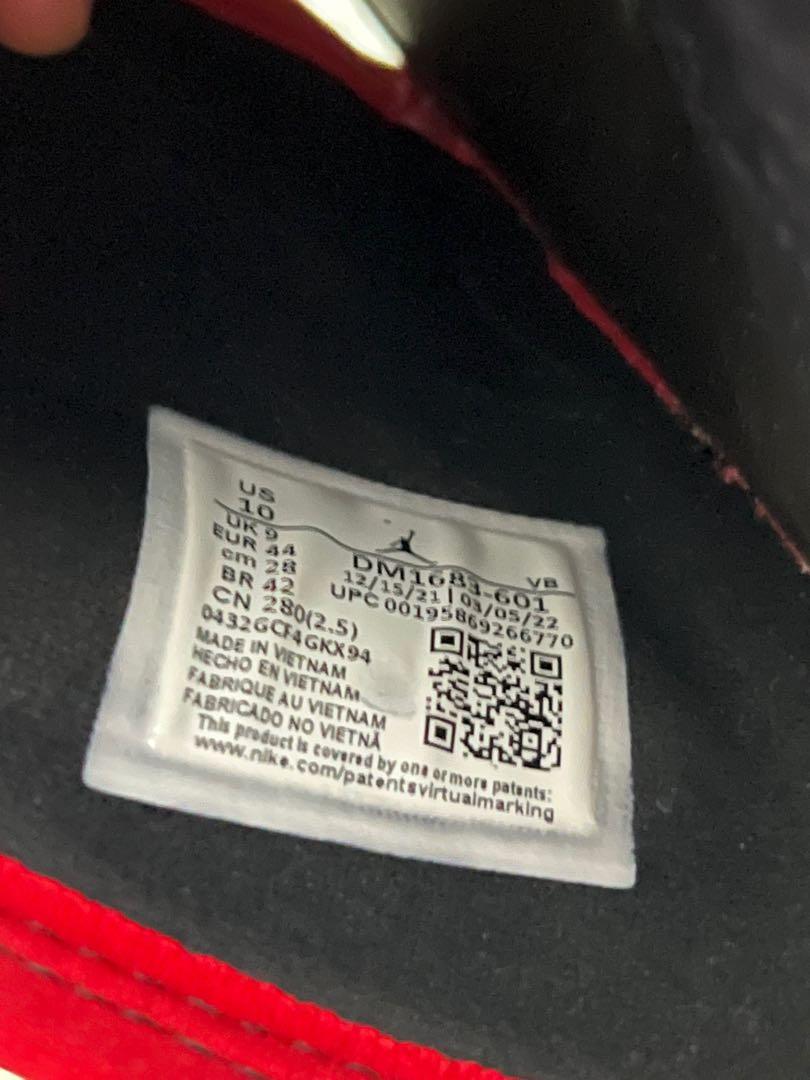 US
10
UK 9
EUR 44
cm 28
BR 42
CN 280(2.5)
0432GCF4GKX94
MADE IN VIETNAM
HECHO EN VIETNAM
FABRIQUE AU VIETNAM
FABRICADO NO VIETNÃ
This product is covered by one or more patents:
www.nike.com/patentsvirtualmarking
VB
DM1683-601
12/15/21 | 03/05/22
UPC 00195869266770